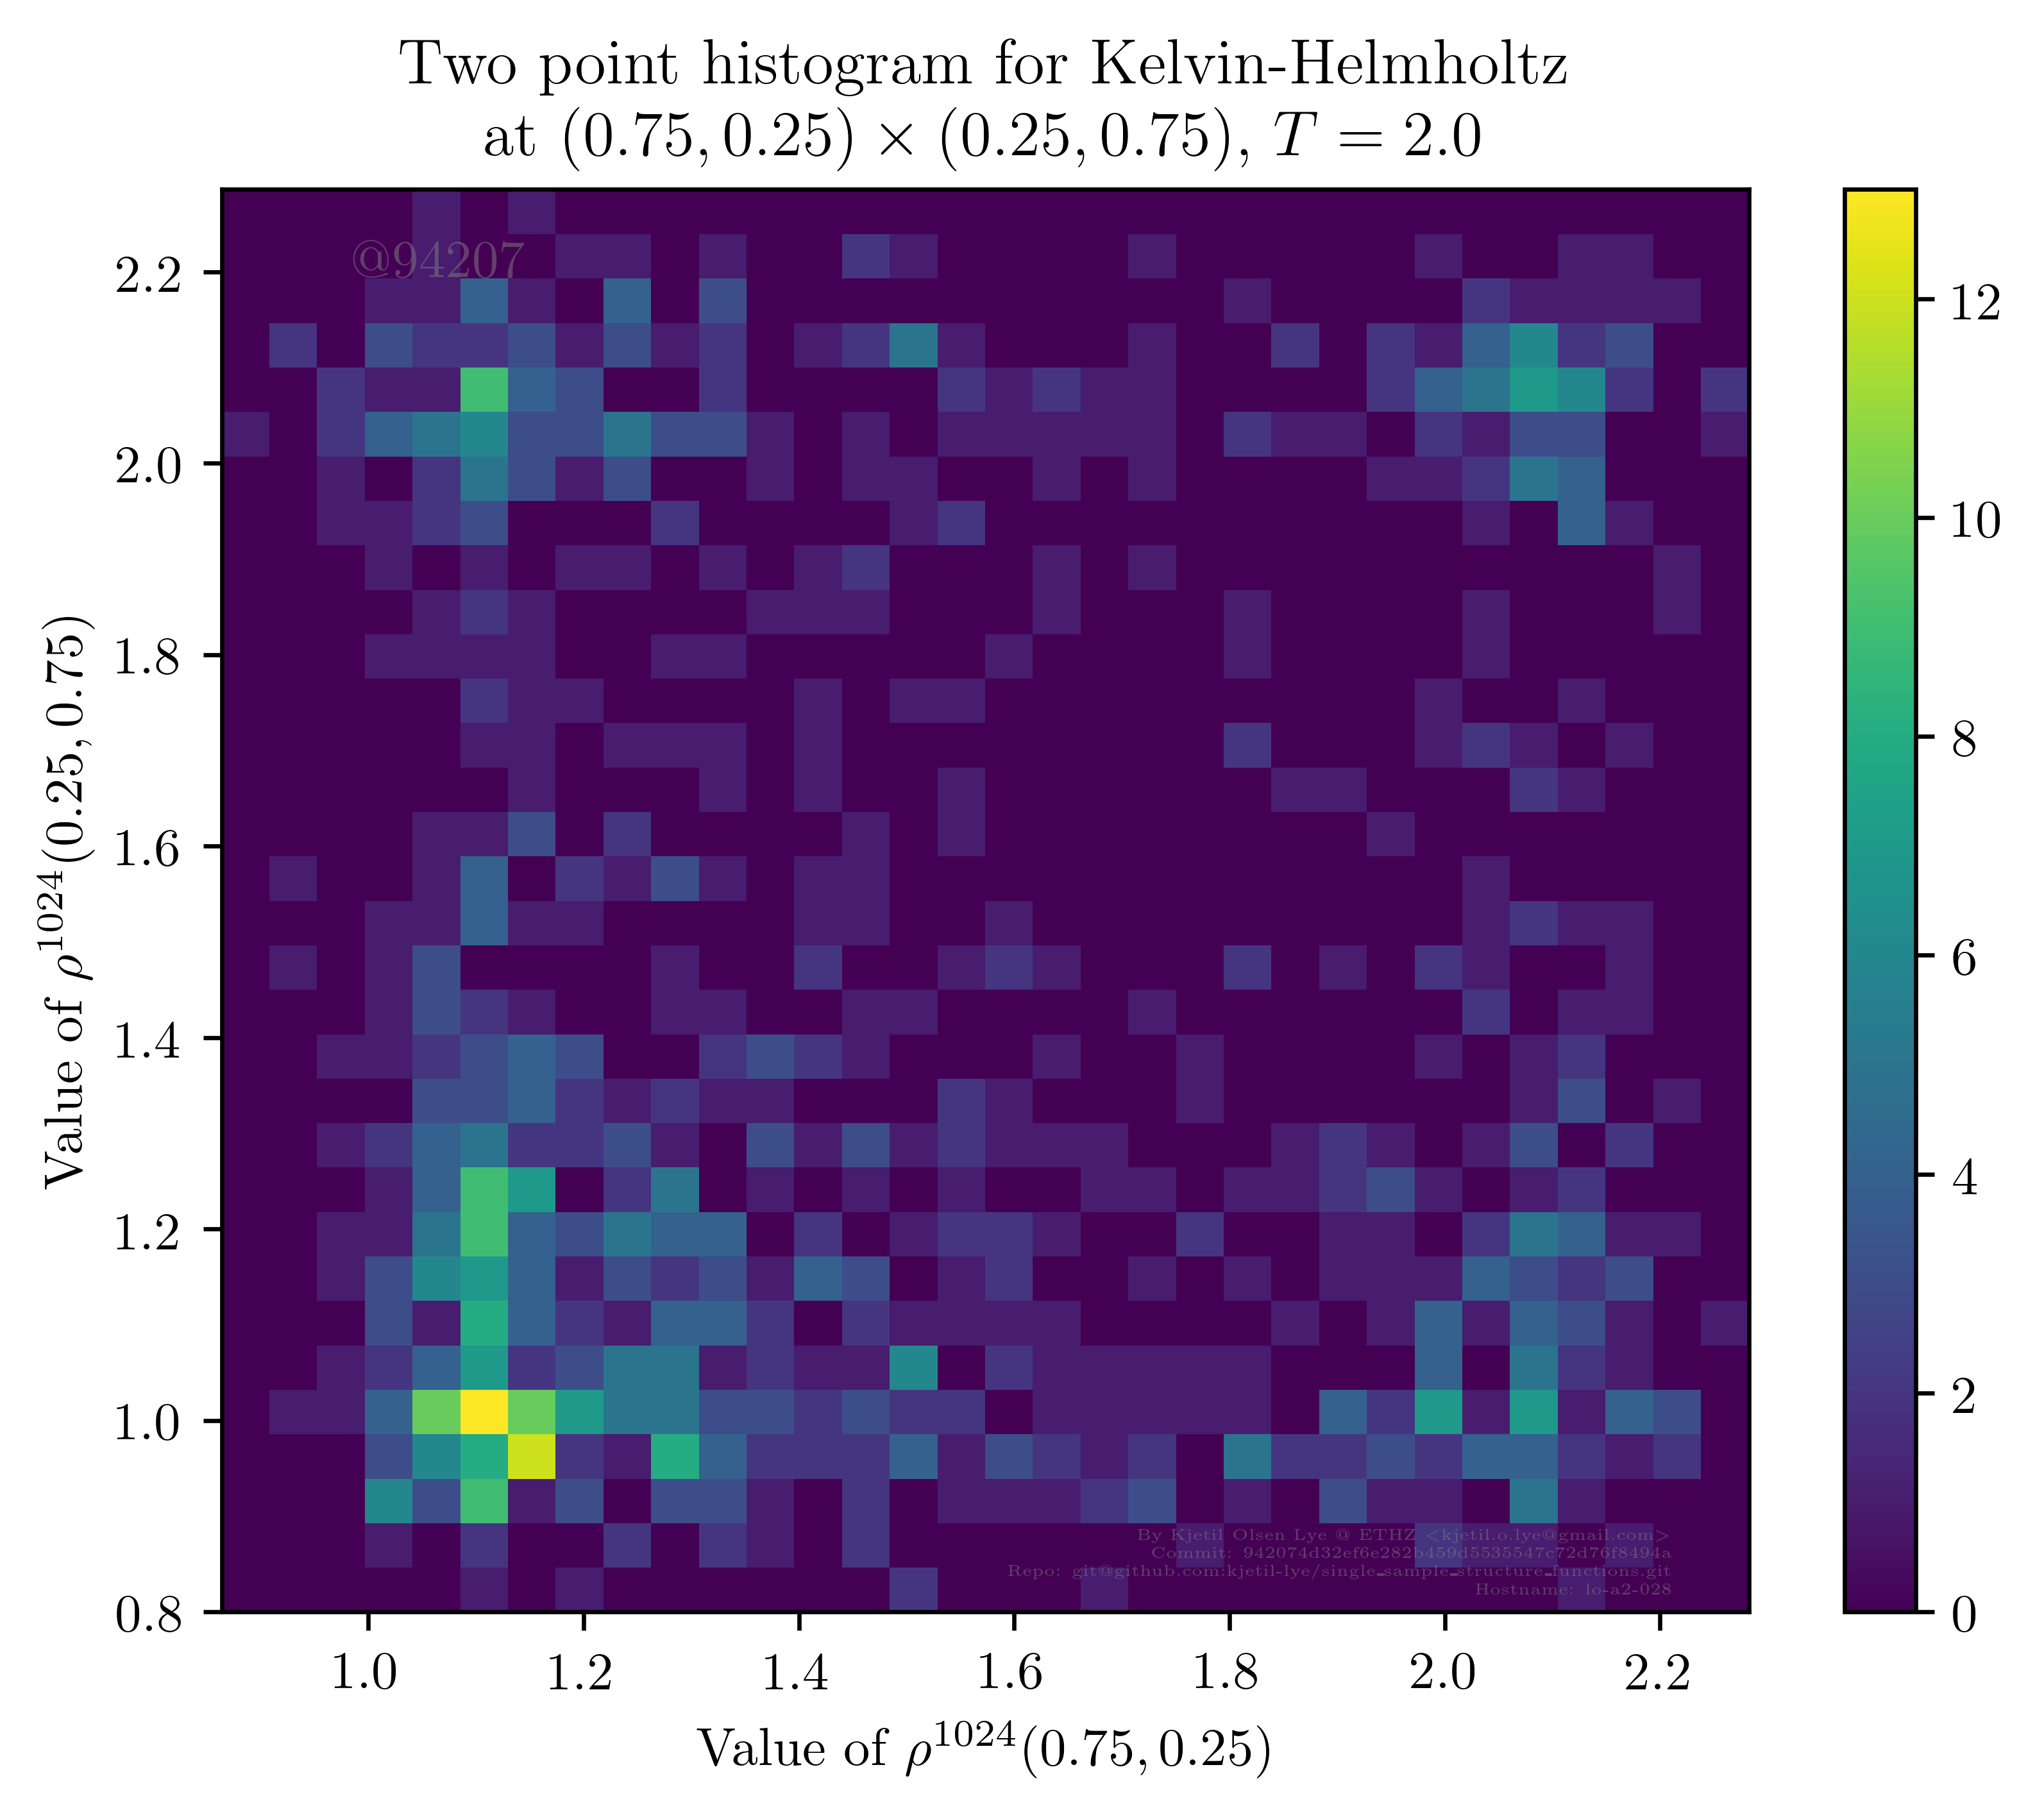 Two point histogram for Kelvin-Helmholtz
at (0.75, 0.25) × (0.25, 0.75), T = 2.0
@94207
2.2
2.0
1.8
1.6
1.4
1.2
1.0
0.8
Value of ρ^1024(0.25, 0.75)
12
10
8
6
4
2
0
By Kjetil Olsen Lye @ ETHZ <kjetil.o.lye@gmail.com>
Commit: 942074d32ef6e282b459d5535547c72d76f8494a
Repo: git@github.com:kjetil-lye/single_sample_structure_functions.git
Hostname: lo-a2-028
1.0 1.2 1.4 1.6 1.8 2.0 2.2
Value of ρ^1024(0.75, 0.25)